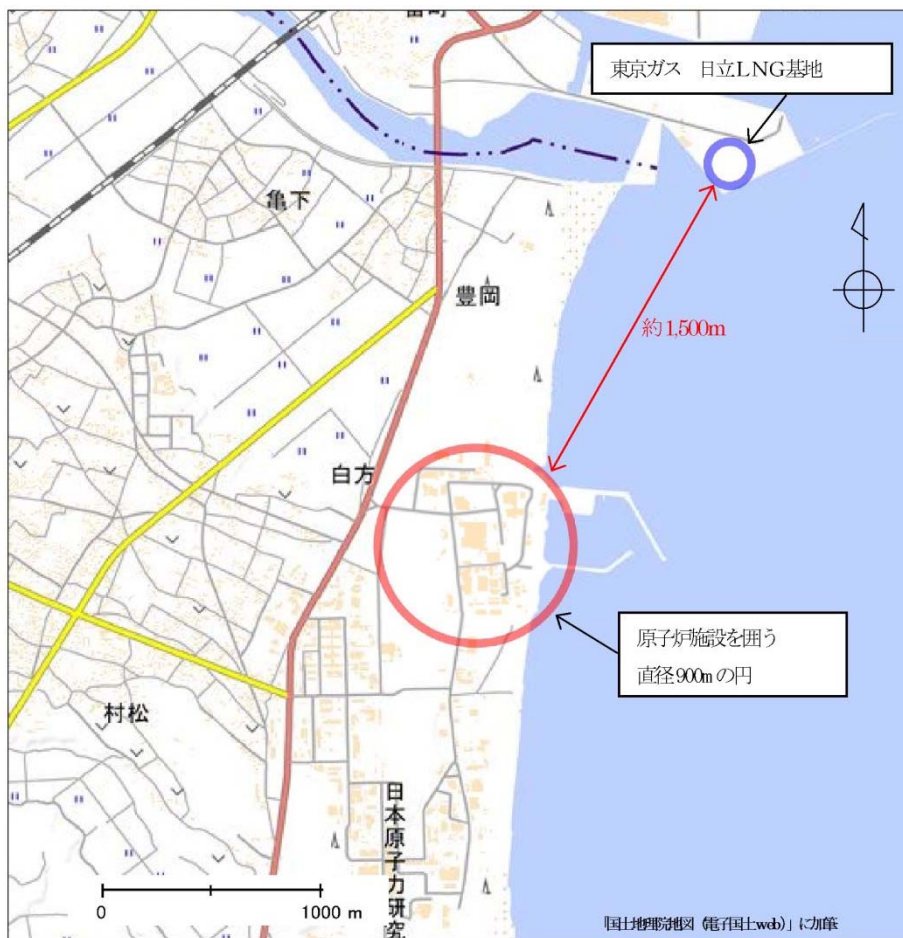 東京ガス　日立LNG基地
亀下
豊岡
約1,500m
白方
原子炉施設を囲う
直径900mの円
村松
日本原子力研究
0 1000 m
「国土地理院地図（電子国土web）」に加筆